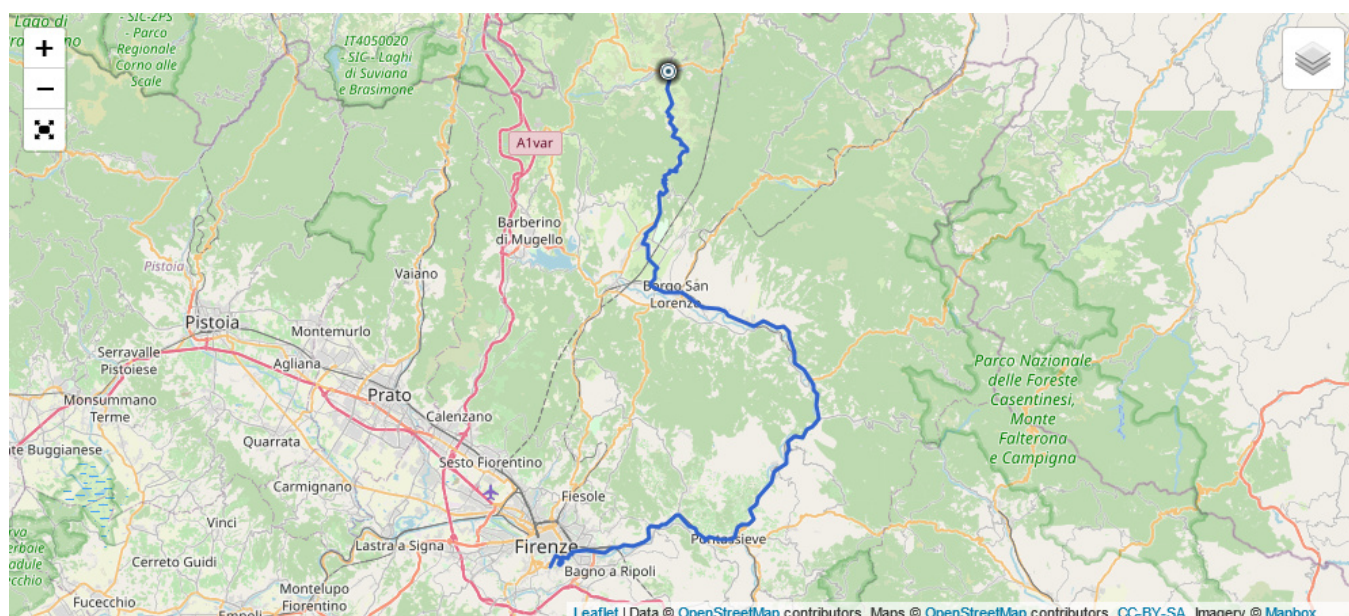 Lago di
SIC-ZPS
- Parco
Regionale
Corno alle
Scale
IT4050020
- SIC - Laghi
di Suviana
e Brasimone
+
−
A1var
Barberino
di Mugello
Pistoia
Vaiano
Borgo San
Lorenzo
Pistoia
Montemurlo
Serravalle
Pistoiese
Agliana
Parco Nazionale
delle Foreste
Casentinesi,
Monte
Falterona
e Campigna
Prato
Monsummano
Terme
Calenzano
Quarrata
Buggianese
Sesto Fiorentino
Carmignano
Fiesole
Vinci
Pontassieve
Lastra a Signa
Firenze
Cerreto Guidi
Bagno a Ripoli
Montelupo
Fiorentino
Fucecchio
Empoli
Leaflet | Data © OpenStreetMap contributors, Maps © OpenStreetMap contributors, CC-BY-SA, Imagery © Mapbox